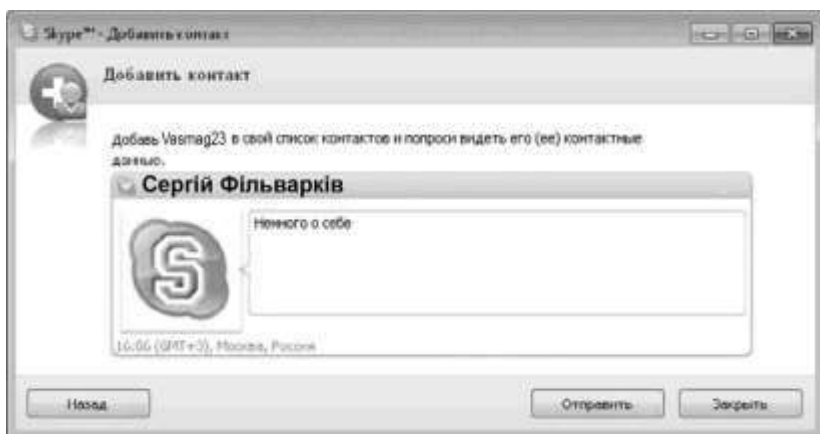 Skype™ - Добавить контакт
Добавить контакт
Добавь Vasmag23 в свой список контактов и попроси видеть его (ее) контактные
данные.
Сергій Фільварків
Немного о себе
16:06 (GMT+3), Москва, Россия
Назад
Отправить
Закрыть